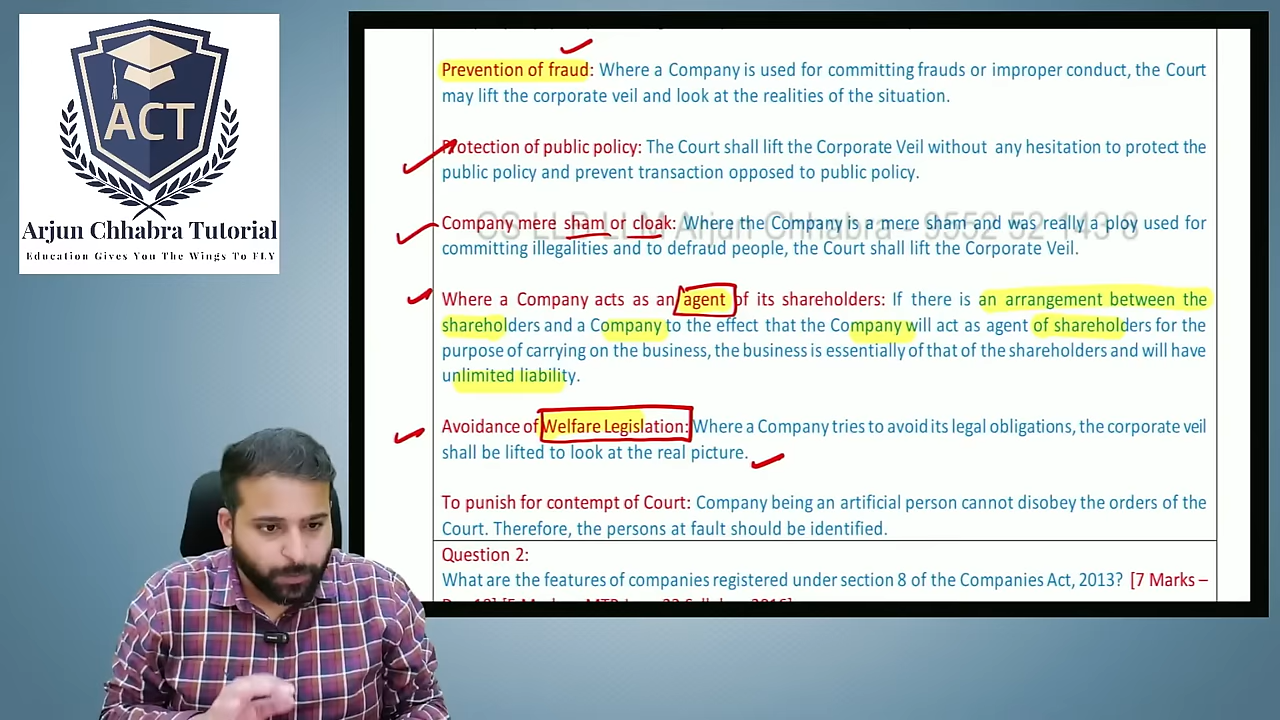 ACT
Arjun Chhabra Tutorial
Education Gives You The Wings To FLY
Prevention of fraud: Where a Company is used for committing frauds or improper conduct, the Court
may lift the corporate veil and look at the realities of the situation.
Protection of public policy: The Court shall lift the Corporate Veil without any hesitation to protect the
public policy and prevent transaction opposed to public policy.
Company mere sham or cloak: Where the Company is a mere sham and was really a ploy used for
CS LLB LLM Arjun Chhabra - 9552 52 143 8
committing illegalities and to defraud people, the Court shall lift the Corporate Veil.
Where a Company acts as an agent of its shareholders: If there is an arrangement between the
shareholders and a Company to the effect that the Company will act as agent of shareholders for the
purpose of carrying on the business, the business is essentially of that of the shareholders and will have
unlimited liability.
Avoidance of Welfare Legislation: Where a Company tries to avoid its legal obligations, the corporate veil
shall be lifted to look at the real picture.
To punish for contempt of Court: Company being an artificial person cannot disobey the orders of the
Court. Therefore, the persons at fault should be identified.
Question 2:
What are the features of companies registered under section 8 of the Companies Act, 2013? [7 Marks –